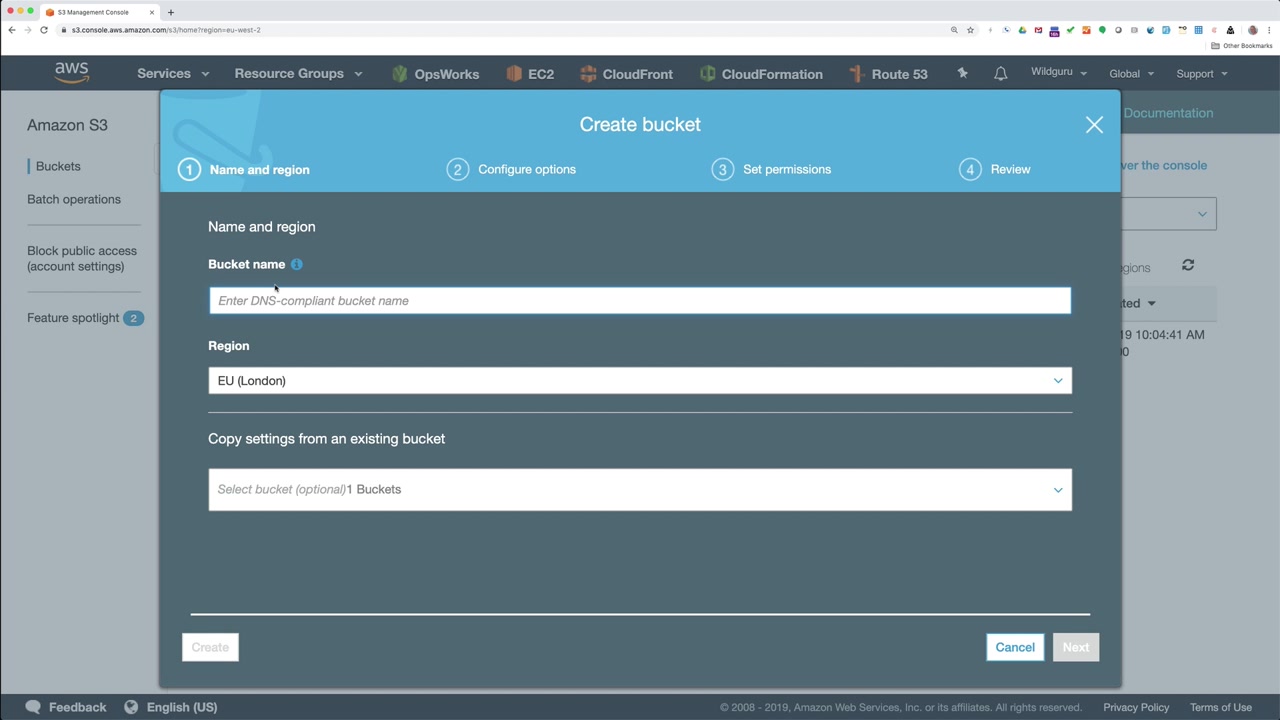 S3 Management Console
s3.console.aws.amazon.com/s3/home?region=eu-west-2
Other Bookmarks
aws
Services
Resource Groups
OpsWorks
EC2
CloudFront
CloudFormation
Route 53
Wildguru
Global
Support
Amazon S3
Buckets
Batch operations
Block public access
(account settings)
Feature spotlight 2
Documentation
ver the console
gions
ted
19 10:04:41 AM
00
Create bucket
1 Name and region
2 Configure options
3 Set permissions
4 Review
Name and region
Bucket name
Enter DNS-compliant bucket name
Region
EU (London)
Copy settings from an existing bucket
Select bucket (optional)1 Buckets
Create
Cancel
Next
Feedback
English (US)
© 2008 - 2019, Amazon Web Services, Inc. or its affiliates. All rights reserved.
Privacy Policy
Terms of Use